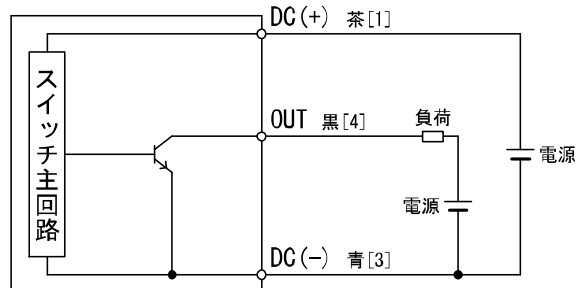 DC(+) 茶[1]
スイッチ主回路
OUT 黒[4]
負荷
電源
電源
DC(−) 青[3]